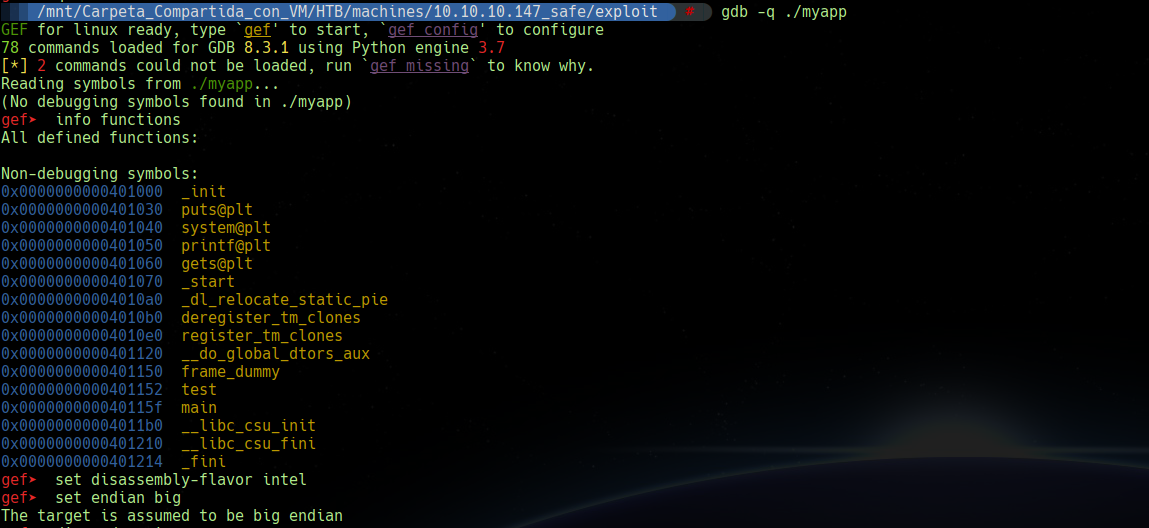 /mnt/Carpeta_Compartida_con_VM/HTB/machines/10.10.10.147_safe/exploit # gdb -q ./myapp
GEF for linux ready, type `gef' to start, `gef config' to configure
78 commands loaded for GDB 8.3.1 using Python engine 3.7
[*] 2 commands could not be loaded, run `gef missing` to know why.
Reading symbols from ./myapp...
(No debugging symbols found in ./myapp)
gef➤  info functions
All defined functions:

Non-debugging symbols:
0x0000000000401000  _init
0x0000000000401030  puts@plt
0x0000000000401040  system@plt
0x0000000000401050  printf@plt
0x0000000000401060  gets@plt
0x0000000000401070  _start
0x00000000004010a0  _dl_relocate_static_pie
0x00000000004010b0  deregister_tm_clones
0x00000000004010e0  register_tm_clones
0x0000000000401120  __do_global_dtors_aux
0x0000000000401150  frame_dummy
0x0000000000401152  test
0x000000000040115f  main
0x00000000004011b0  __libc_csu_init
0x0000000000401210  __libc_csu_fini
0x0000000000401214  _fini
gef➤  set disassembly-flavor intel
gef➤  set endian big
The target is assumed to be big endian